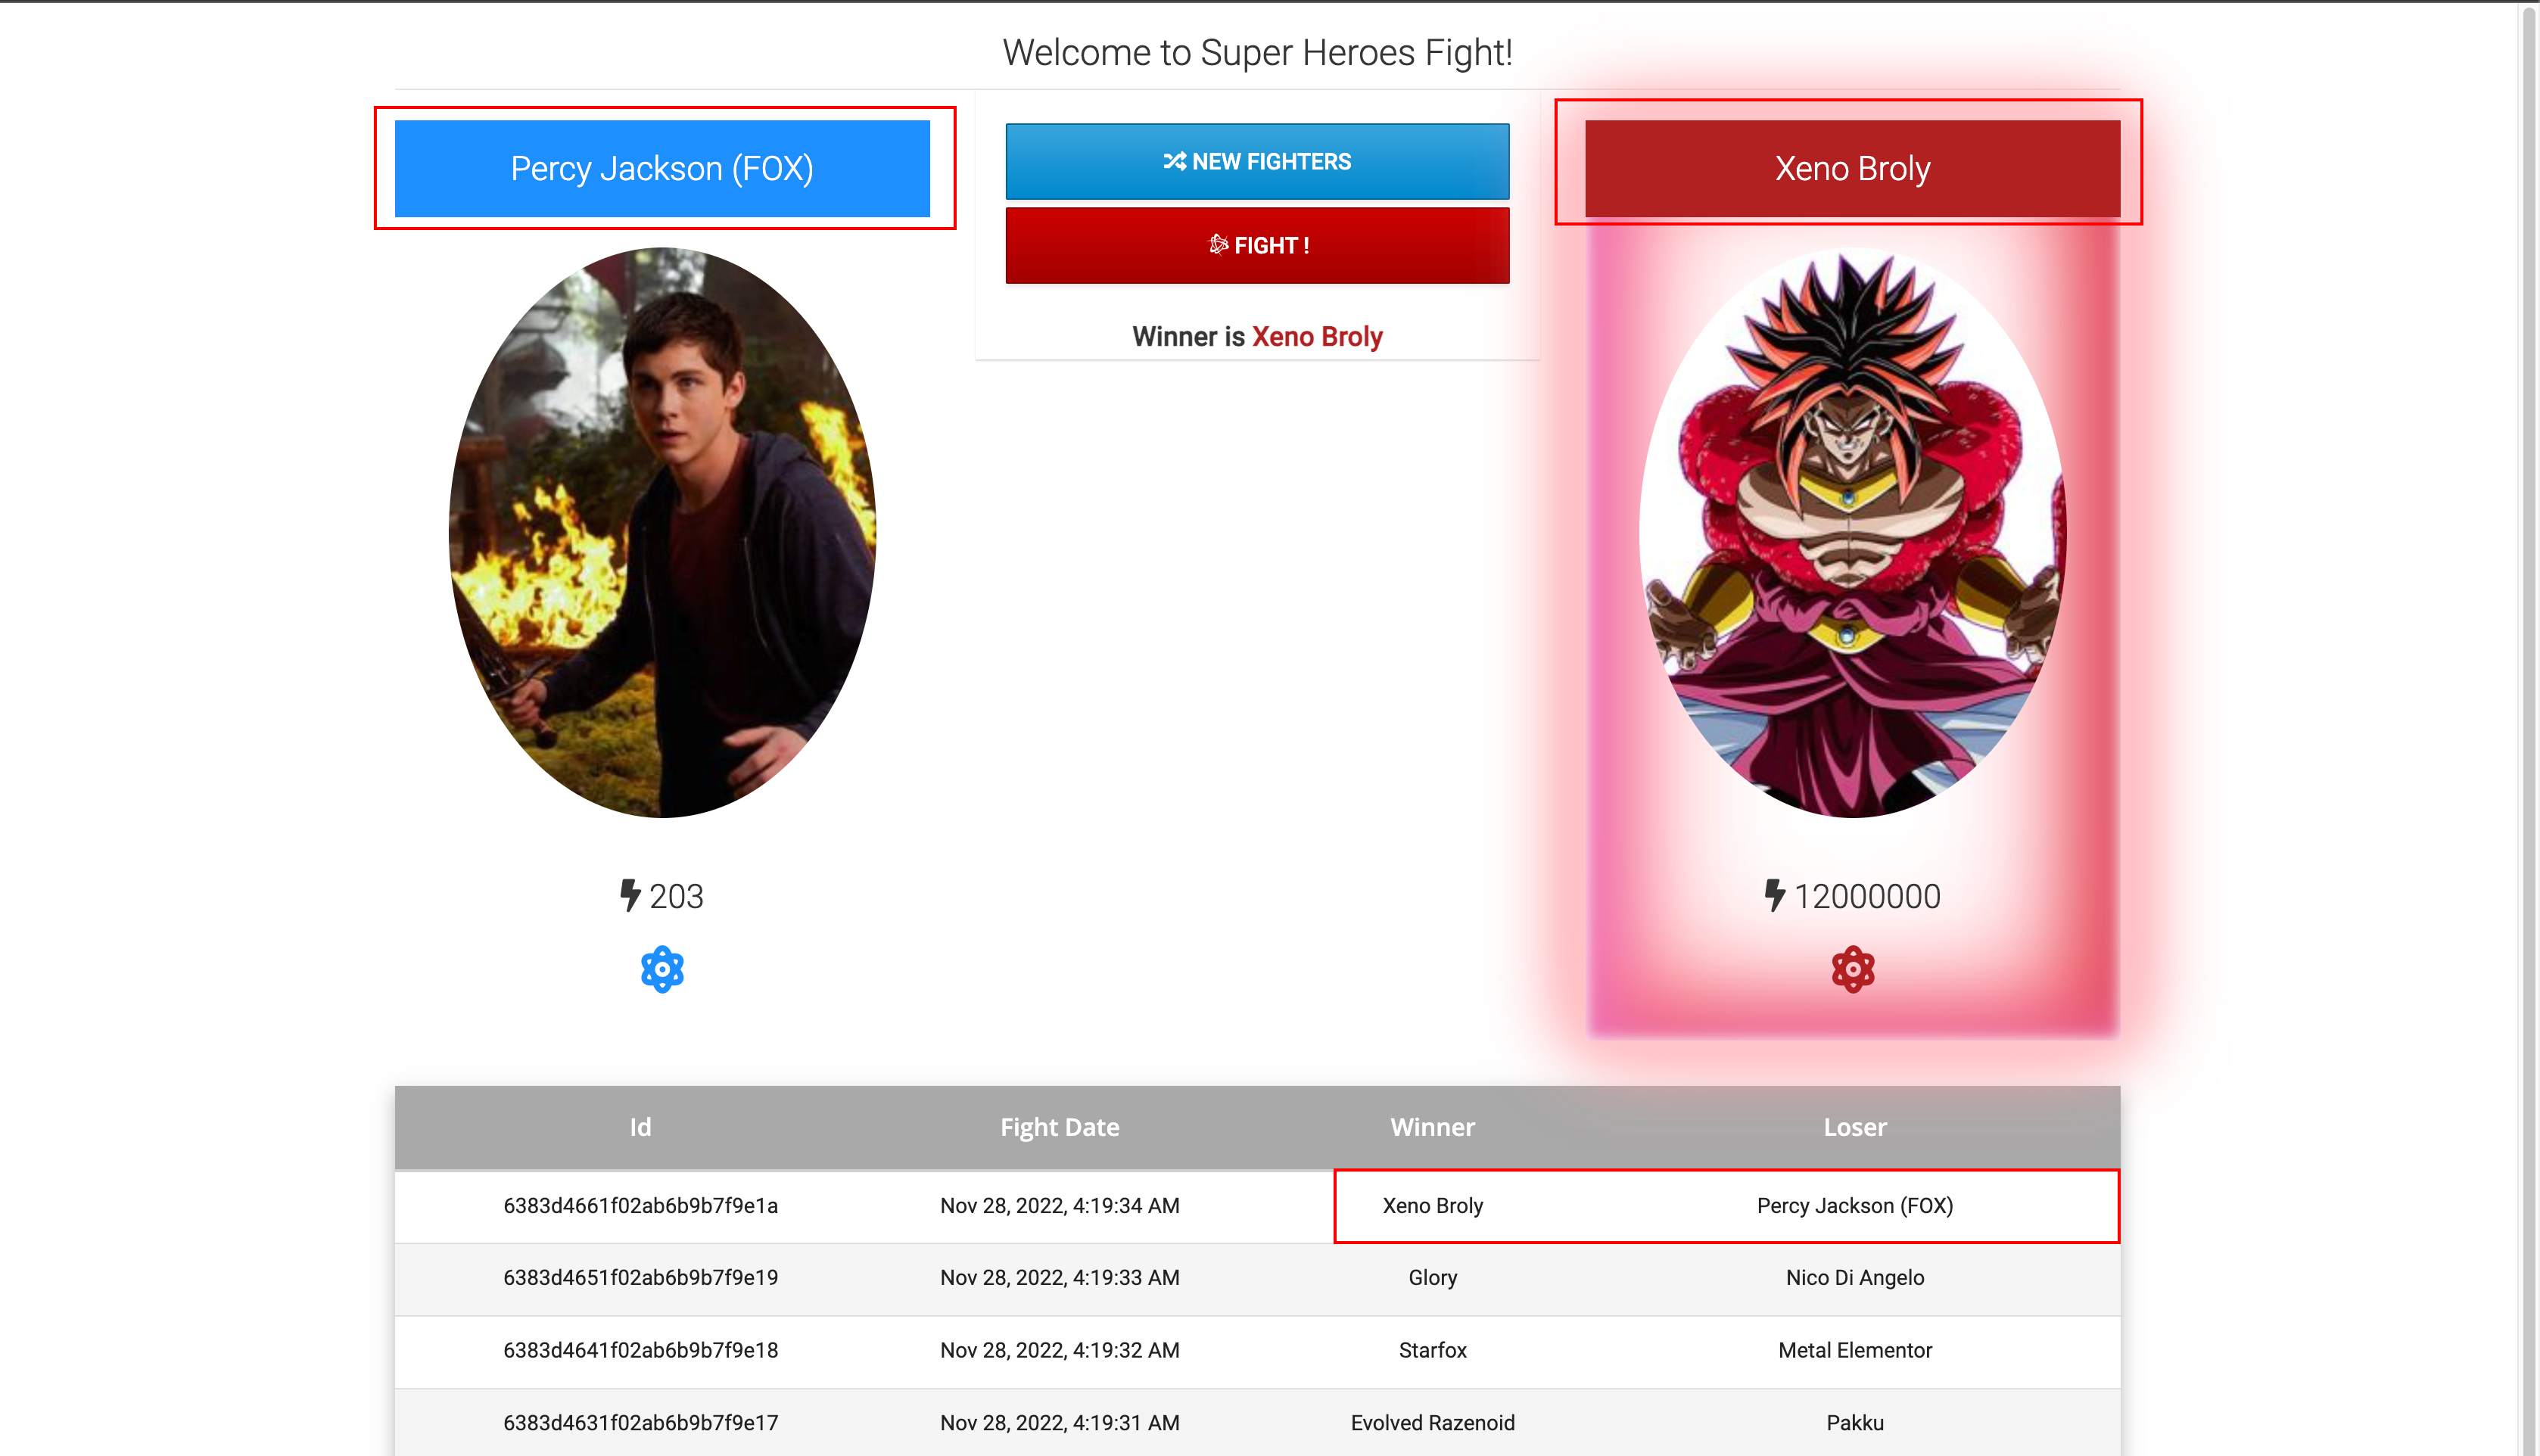 Welcome to Super Heroes Fight!
Percy Jackson (FOX)
NEW FIGHTERS
FIGHT !
Winner is Xeno Broly
Xeno Broly
203
12000000
Id Fight Date Winner Loser
6383d4661f02ab6b9b7f9e1a Nov 28, 2022, 4:19:34 AM Xeno Broly Percy Jackson (FOX)
6383d4651f02ab6b9b7f9e19 Nov 28, 2022, 4:19:33 AM Glory Nico Di Angelo
6383d4641f02ab6b9b7f9e18 Nov 28, 2022, 4:19:32 AM Starfox Metal Elementor
6383d4631f02ab6b9b7f9e17 Nov 28, 2022, 4:19:31 AM Evolved Razenoid Pakku